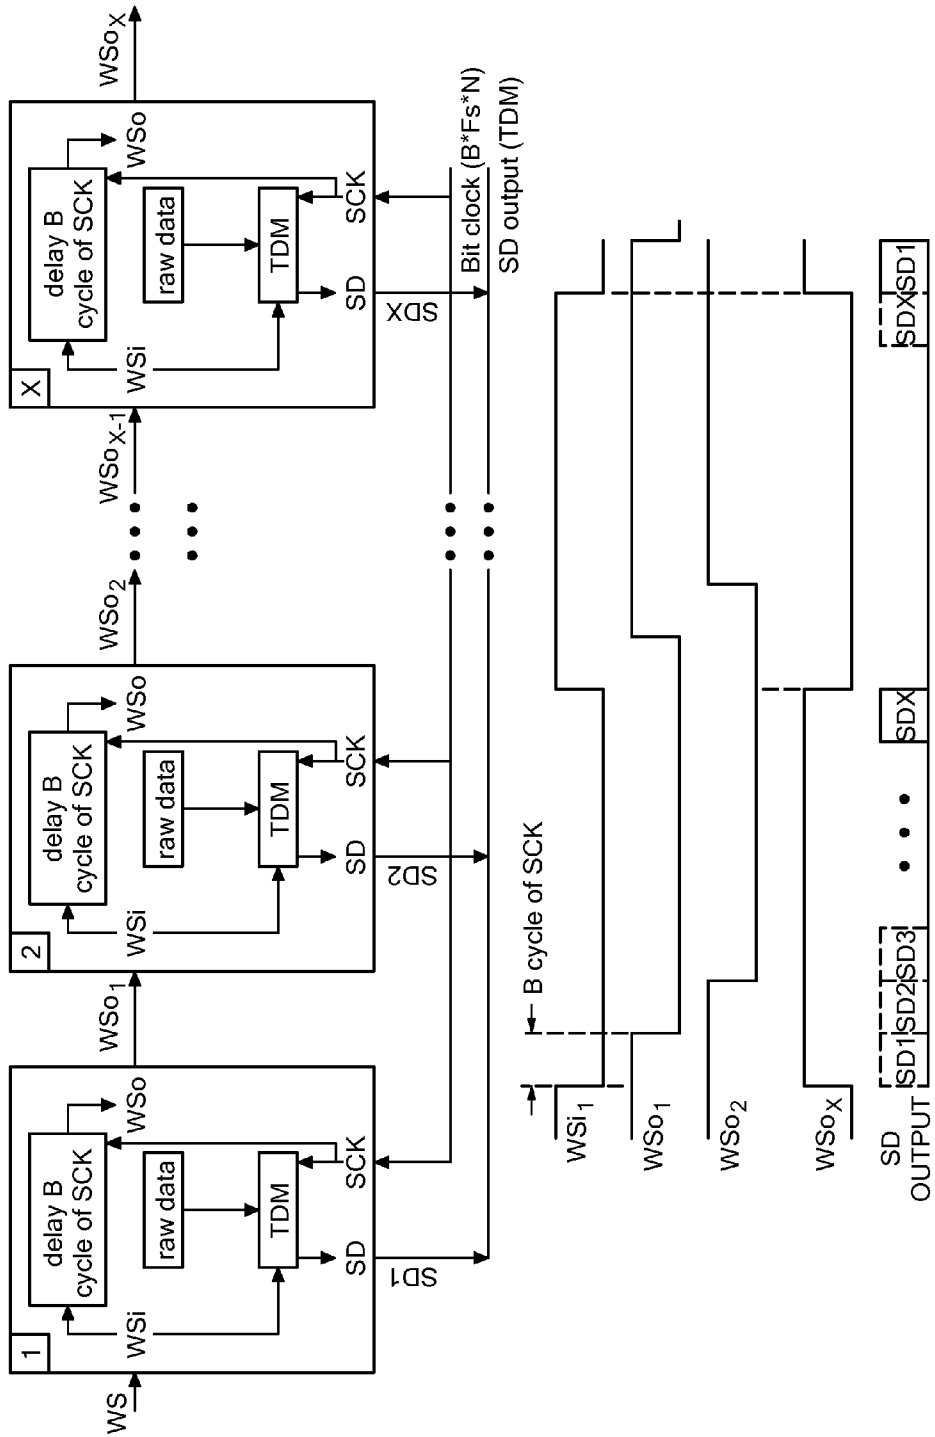 WS
1
WSi
delay B
cycle of SCK
WSo
raw data
TDM
SD
SCK
SD1
WSo1
2
WSi
delay B
cycle of SCK
WSo
raw data
TDM
SD
SCK
SD2
WSo2
WSoX-1
X
WSi
delay B
cycle of SCK
WSo
raw data
TDM
SD
SCK
SDX
WSoX
Bit clock (B*Fs*N)
SD output (TDM)
B cycle of SCK
WSi1
WSo1
WSo2
WSoX
SD
OUTPUT
SD1 SD2 SD3 SDX SDX SD1